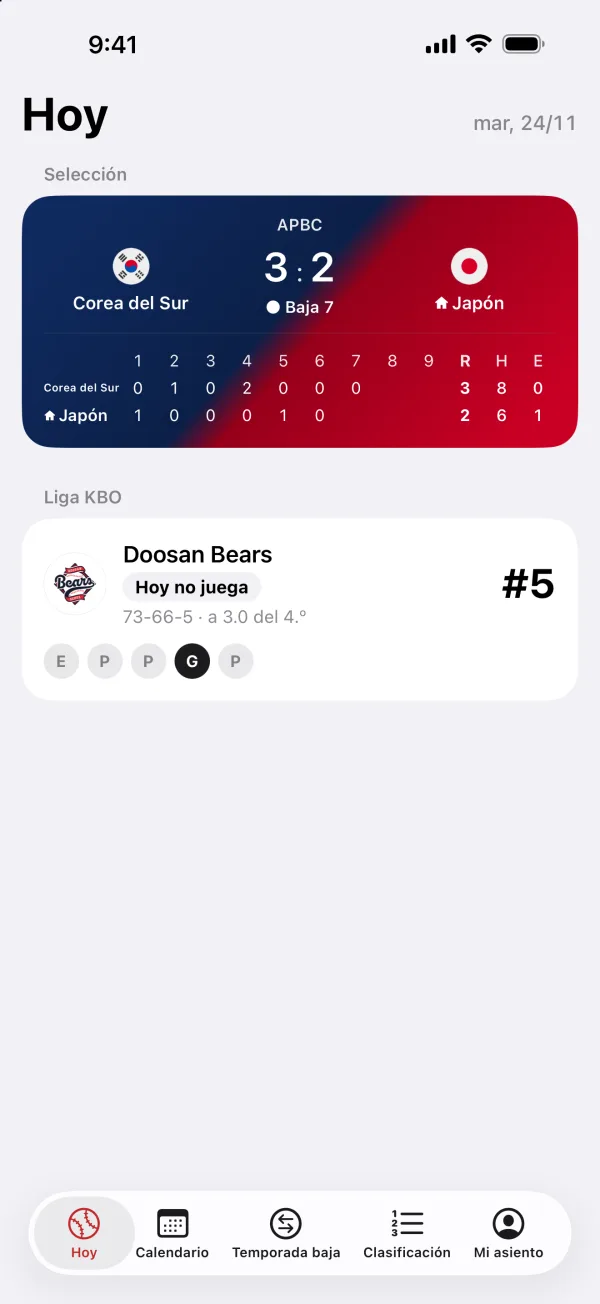 9:41
Hoy
mar, 24/11
Selección
APBC
3 : 2
Corea del Sur
Baja 7
Japón
1 2 3 4 5 6 7 8 9 R H E
Corea del Sur 0 1 0 2 0 0 0 3 8 0
Japón 1 0 0 0 1 0 2 6 1
Liga KBO
Bears
Doosan Bears
Hoy no juega
73-66-5 · a 3.0 del 4.º
#5
E P P G P
Hoy
Calendario
Temporada baja
Clasificación
Mi asiento